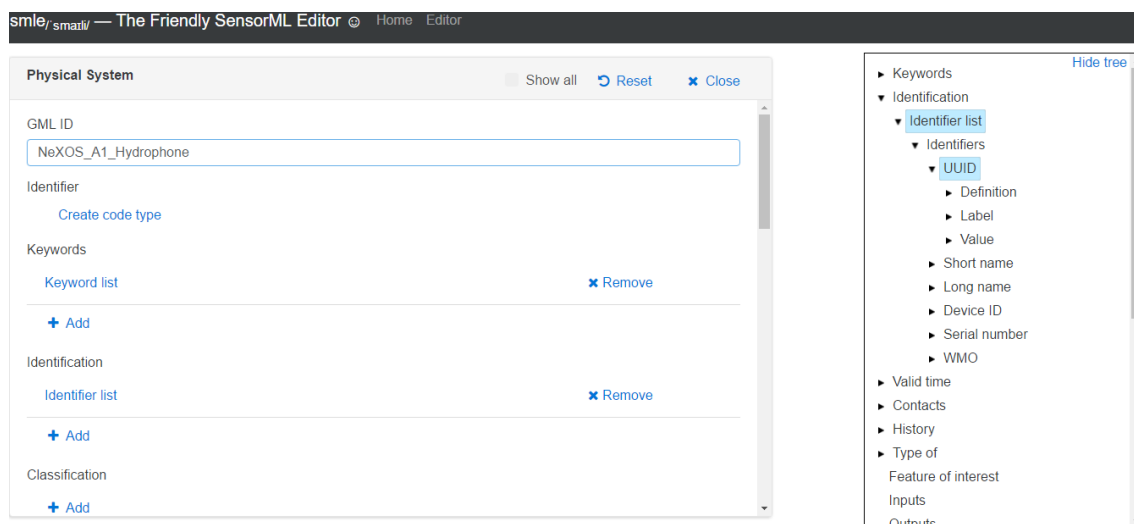 smle/ˈsmaɪli/ — The Friendly SensorML Editor ☺ Home Editor
Physical System
Show all Reset Close
GML ID
NeXOS_A1_Hydrophone
Identifier
Create code type
Keywords
Keyword list Remove
Add
Identification
Identifier list Remove
Add
Classification
Add
Hide tree
Keywords
Identification
Identifier list
Identifiers
UUID
Definition
Label
Value
Short name
Long name
Device ID
Serial number
WMO
Valid time
Contacts
History
Type of
Feature of interest
Inputs
Outputs